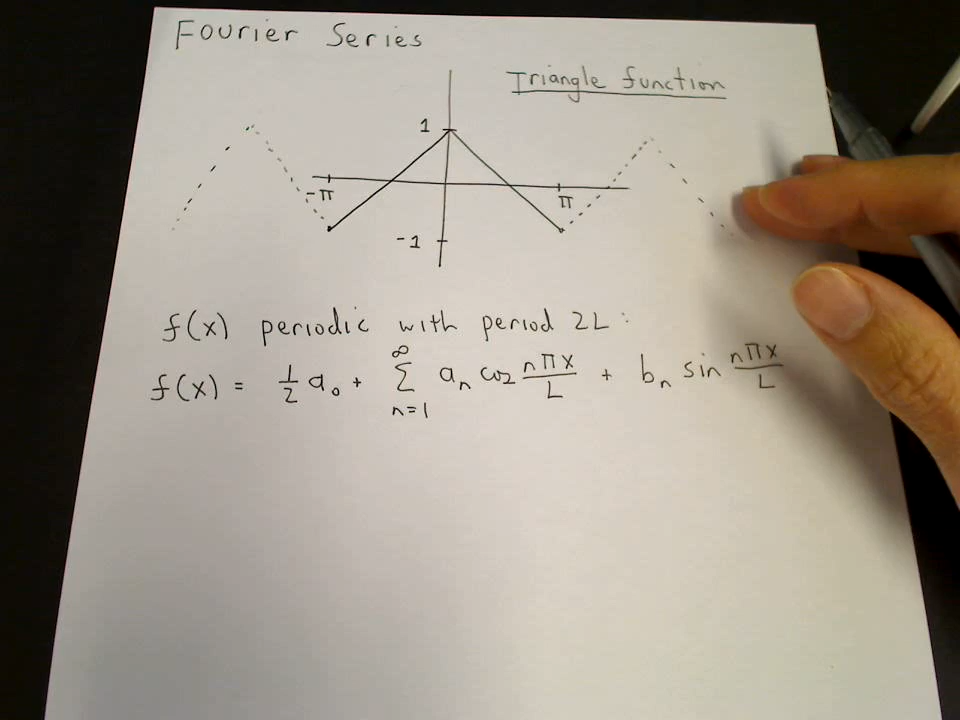 Fourier Series
Triangle function
1
-π π
-1
f(x) periodic with period 2L :
f(x) = 1/2 a₀ + ∑_{n=1}^{∞} aₙ cos nπx/L + bₙ sin nπx/L